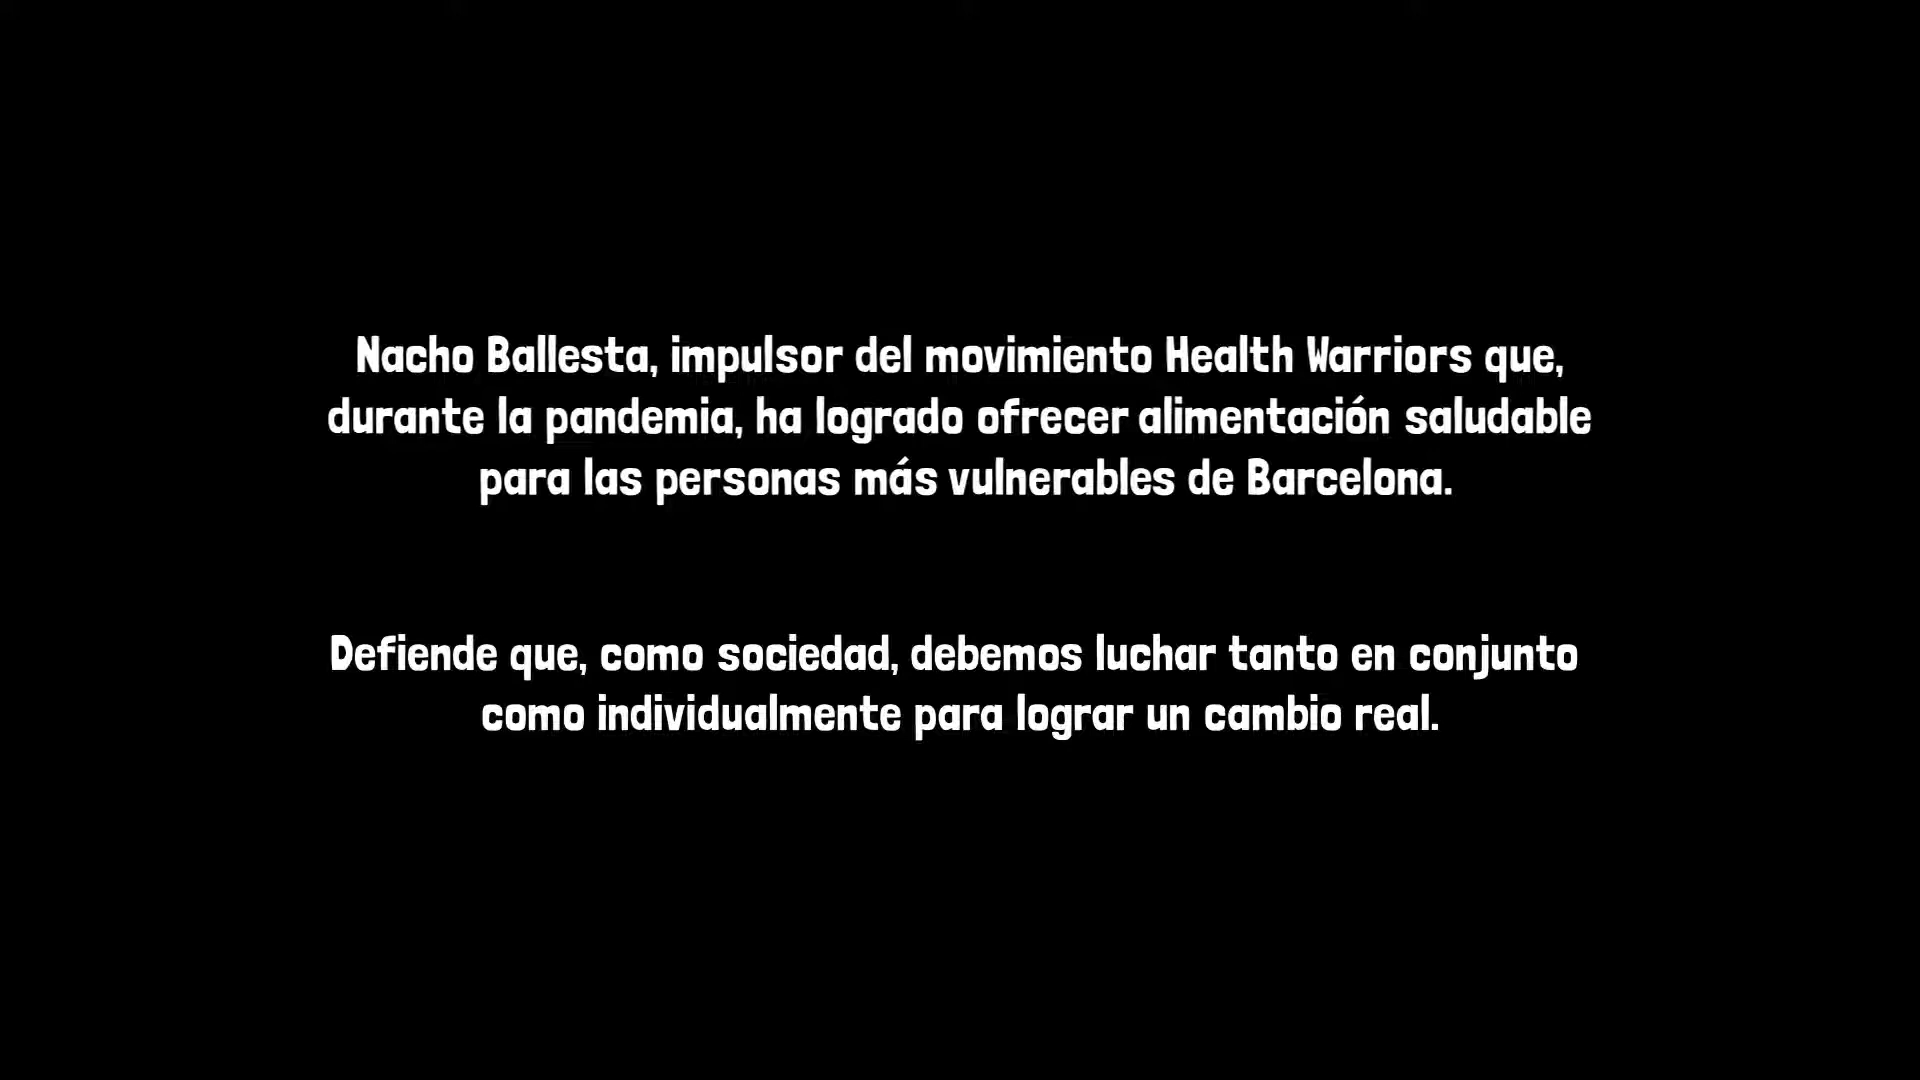 Nacho Ballesta, impulsor del movimiento Health Warriors que,
durante la pandemia, ha logrado ofrecer alimentación saludable
para las personas más vulnerables de Barcelona.
Defiende que, como sociedad, debemos luchar tanto en conjunto
como individualmente para lograr un cambio real.